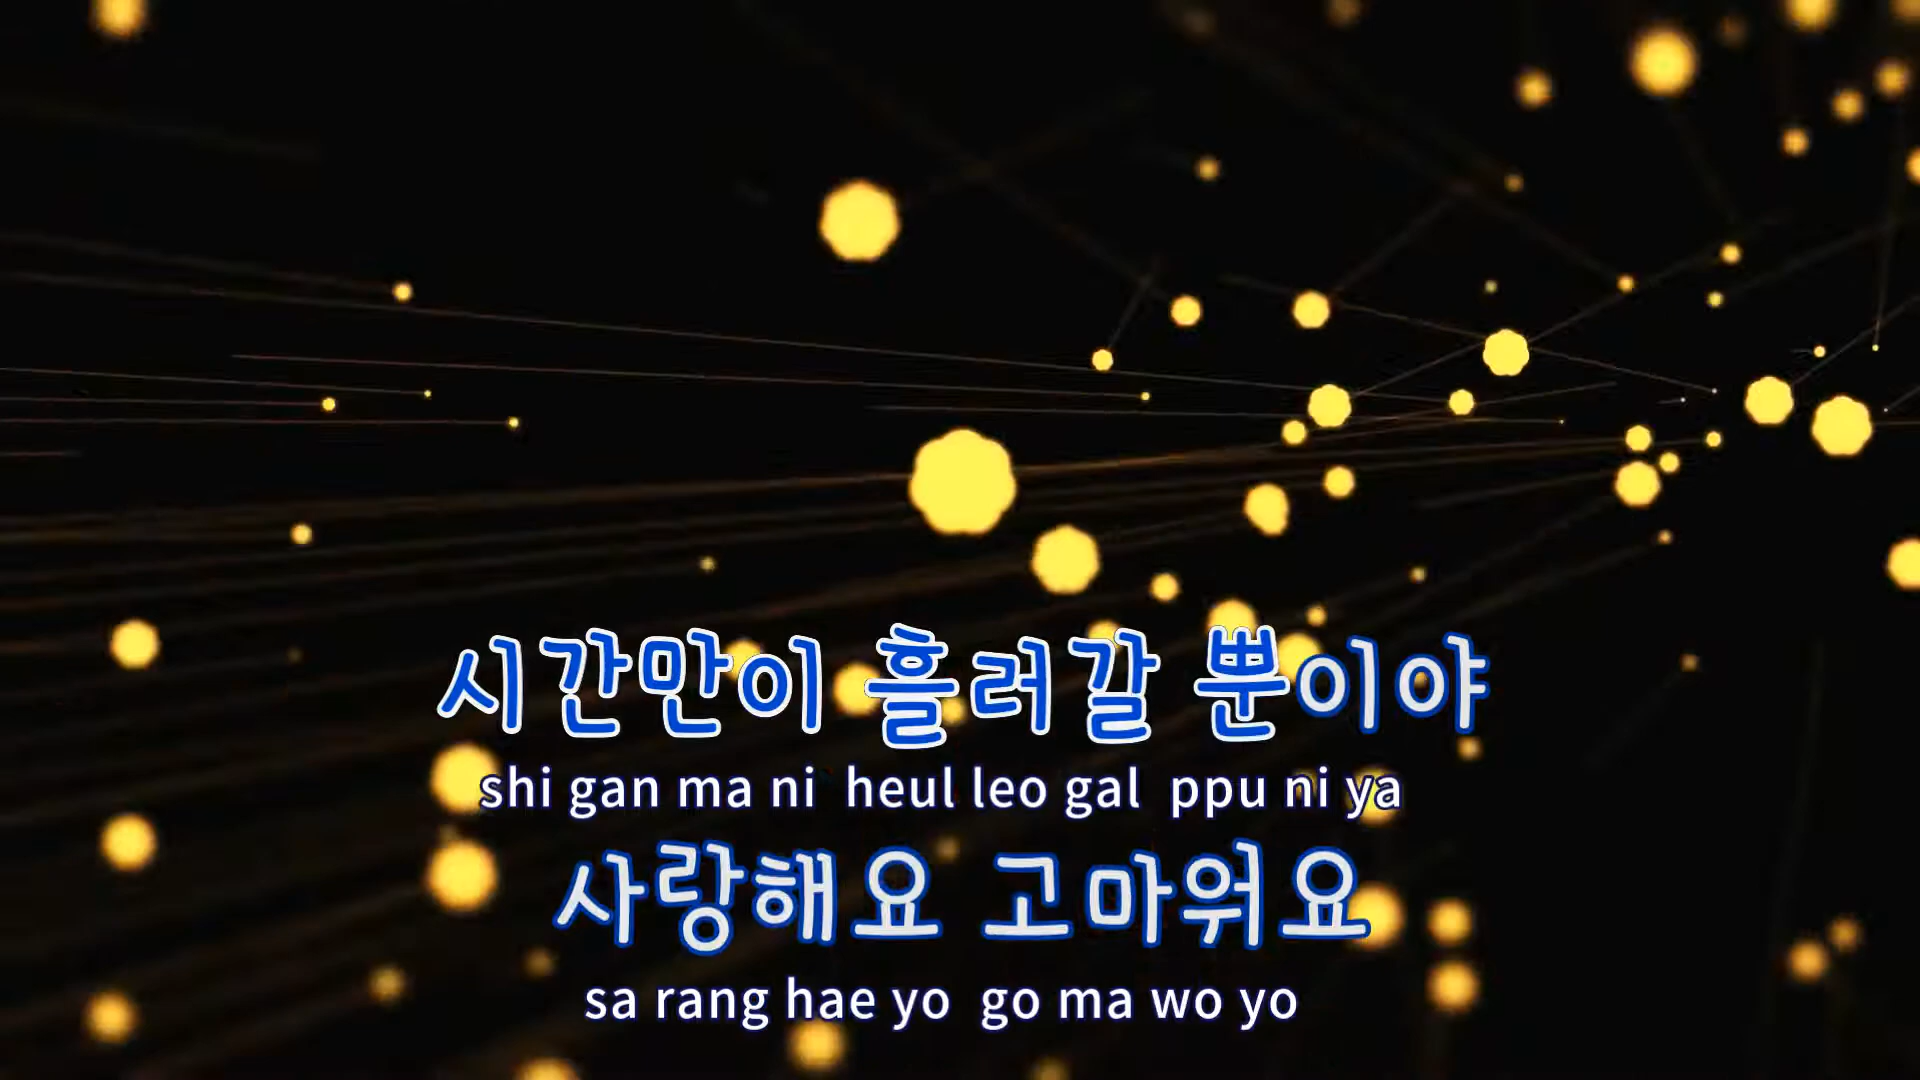 시간만이 흘러갈 뿐이야
shi gan ma ni heul leo gal ppu ni ya
사랑해요 고마워요
sa rang hae yo go ma wo yo